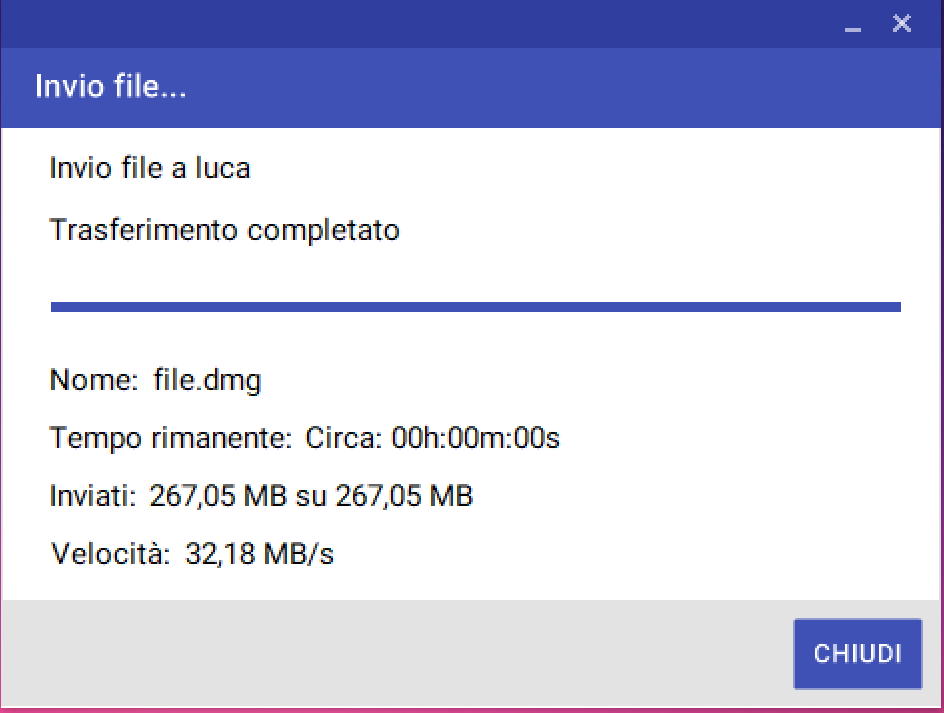 Invio file...
Invio file a luca
Trasferimento completato
Nome: file.dmg
Tempo rimanente: Circa: 00h:00m:00s
Inviati: 267,05 MB su 267,05 MB
Velocità: 32,18 MB/s
CHIUDI